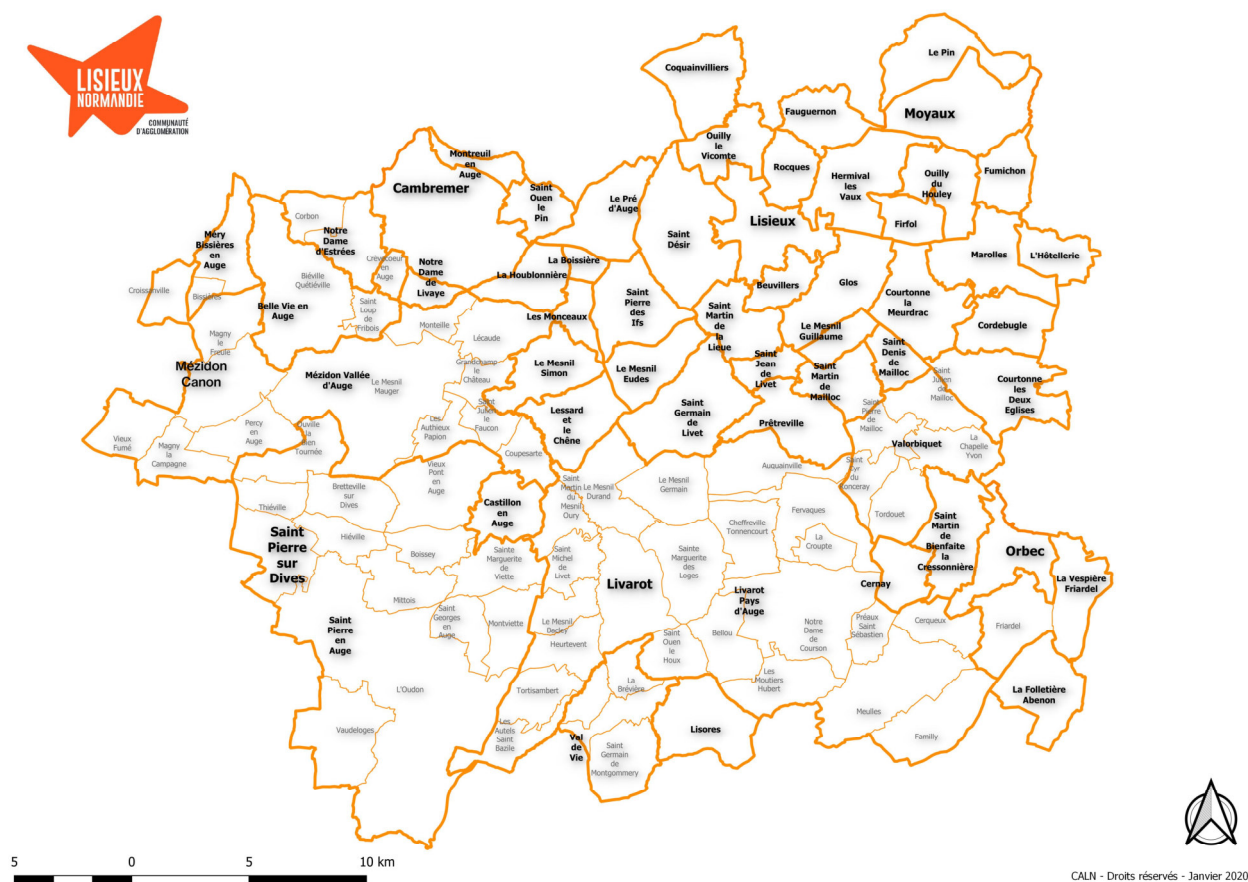 LISIEUX
NORMANDIE
COMMUNAUTÉ
D'AGGLOMÉRATION
Le Pin
Coquainvilliers
Fauguernon
Moyaux
Ouilly
le
Vicomte
Montreuil
en
Auge
Rocques
Hermival
les
Vaux
Ouilly
du
Houley
Fumichon
Cambremer
Saint
Ouen
le
Pin
Le Pré
d'Auge
Lisieux
Firfol
Corbon
Notre
Dame
d'Estrées
Méry
Bissières
en
Auge
Saint
Désir
Marolles
L'Hôtellerie
Crèvecoeur
en
Auge
Notre
Dame
de
Livaye
La Boissière
La Houblonnière
Croissanville
Bissières
Biéville
Quétiéville
Belle Vie en
Auge
Saint
Loup
de
Fribois
Beuvillers
Glos
Courtonne
la
Meurdrac
Saint
Pierre
des
Ifs
Saint
Martin
de
la
Lieue
Les Monceaux
Cordebugle
Monteille
Lécaude
Le Mesnil
Guillaume
Magny
le
Freule
Mézidon
Canon
Saint
Denis
de
Mailloc
Grandchamp
le
Château
Le Mesnil
Simon
Le Mesnil
Eudes
Saint
Jean
de
Livet
Saint
Martin
de
Mailloc
Saint
Julien
de
Mailloc
Courtonne
les
Deux
Eglises
Mézidon Vallée
d'Auge
Le Mesnil
Mauger
Saint
Julien
le
Faucon
Lessard
et le
Chêne
Saint
Germain
de
Livet
Saint
Pierre
de
Mailloc
Prêtreville
Vieux
Fumé
Magny
la
Campagne
Percy
en
Auge
Ouville
la
Bien
Tournée
Les
Authieux
Papion
Coupesarte
Valorbiquet
La
Chapelle
Yvon
Vieux
Pont
en
Auge
Auquainville
Saint
Cyr
du
Ronceray
Bretteville
sur
Dives
Thiéville
Castillon
en
Auge
Saint
Martin
du
Mesnil
Oury
Le Mesnil
Durand
Le Mesnil
Germain
Fervaques
Tordouet
Saint
Martin
de
Bienfaite
la
Cressonnière
Saint
Pierre
sur
Dives
Hiéville
Boissey
Sainte
Marguerite
de
Viette
Saint
Michel
de
Livet
Cheffreville
Tonnencourt
La
Croupte
Orbec
Livarot
Sainte
Marguerite
des
Loges
Cernay
La Vespière
Friardel
Livarot
Pays
d'Auge
Mittois
Saint
Georges
en
Auge
Montviette
Le Mesnil
Bacley
Heurtevent
Saint
Ouen
le
Houx
Bellou
Notre
Dame
de
Courson
Préaux
Saint
Sébastien
Cerqueux
Friardel
Saint
Pierre
en
Auge
L'Oudon
Tortisambert
La
Brévière
Les
Moutiers
Hubert
La Folletière
Abenon
Meulles
Familly
Vaudeloges
Les
Autels
Saint
Bazile
Val
de
Vie
Saint
Germain
de
Montgommery
Lisores
5 0 5 10 km
CALN - Droits réservés - Janvier 2020